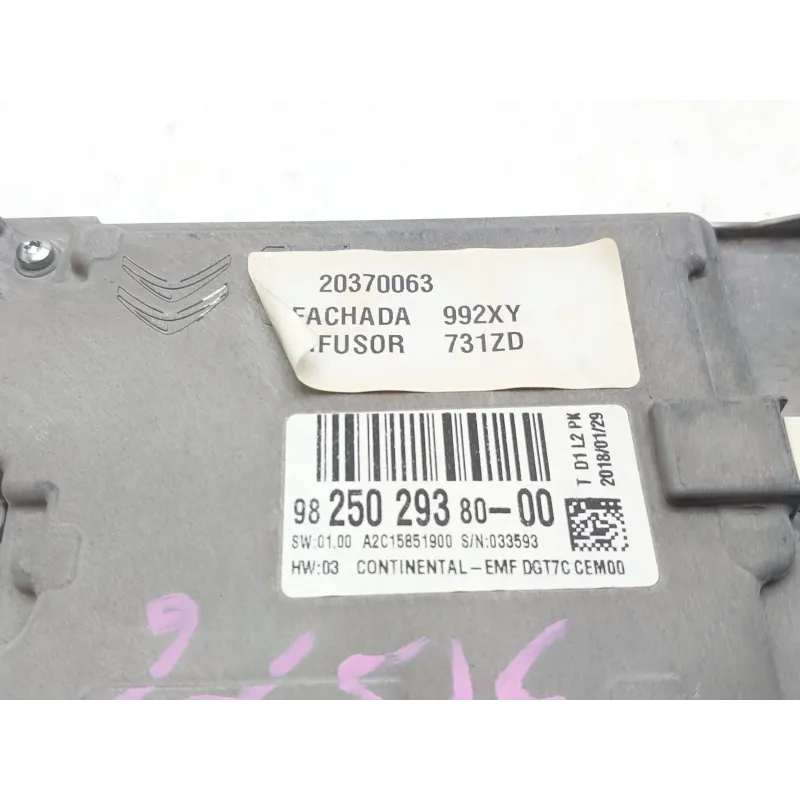 20370063
FACHADA 992XY
IFUSOR 731ZD
98 250 293 80-00
SW:01.00 A2C15851900 S/N:033593
HW:03 CONTINENTAL-EMF DGT7C CEM00
T D1 L2 PK
2018/01/29